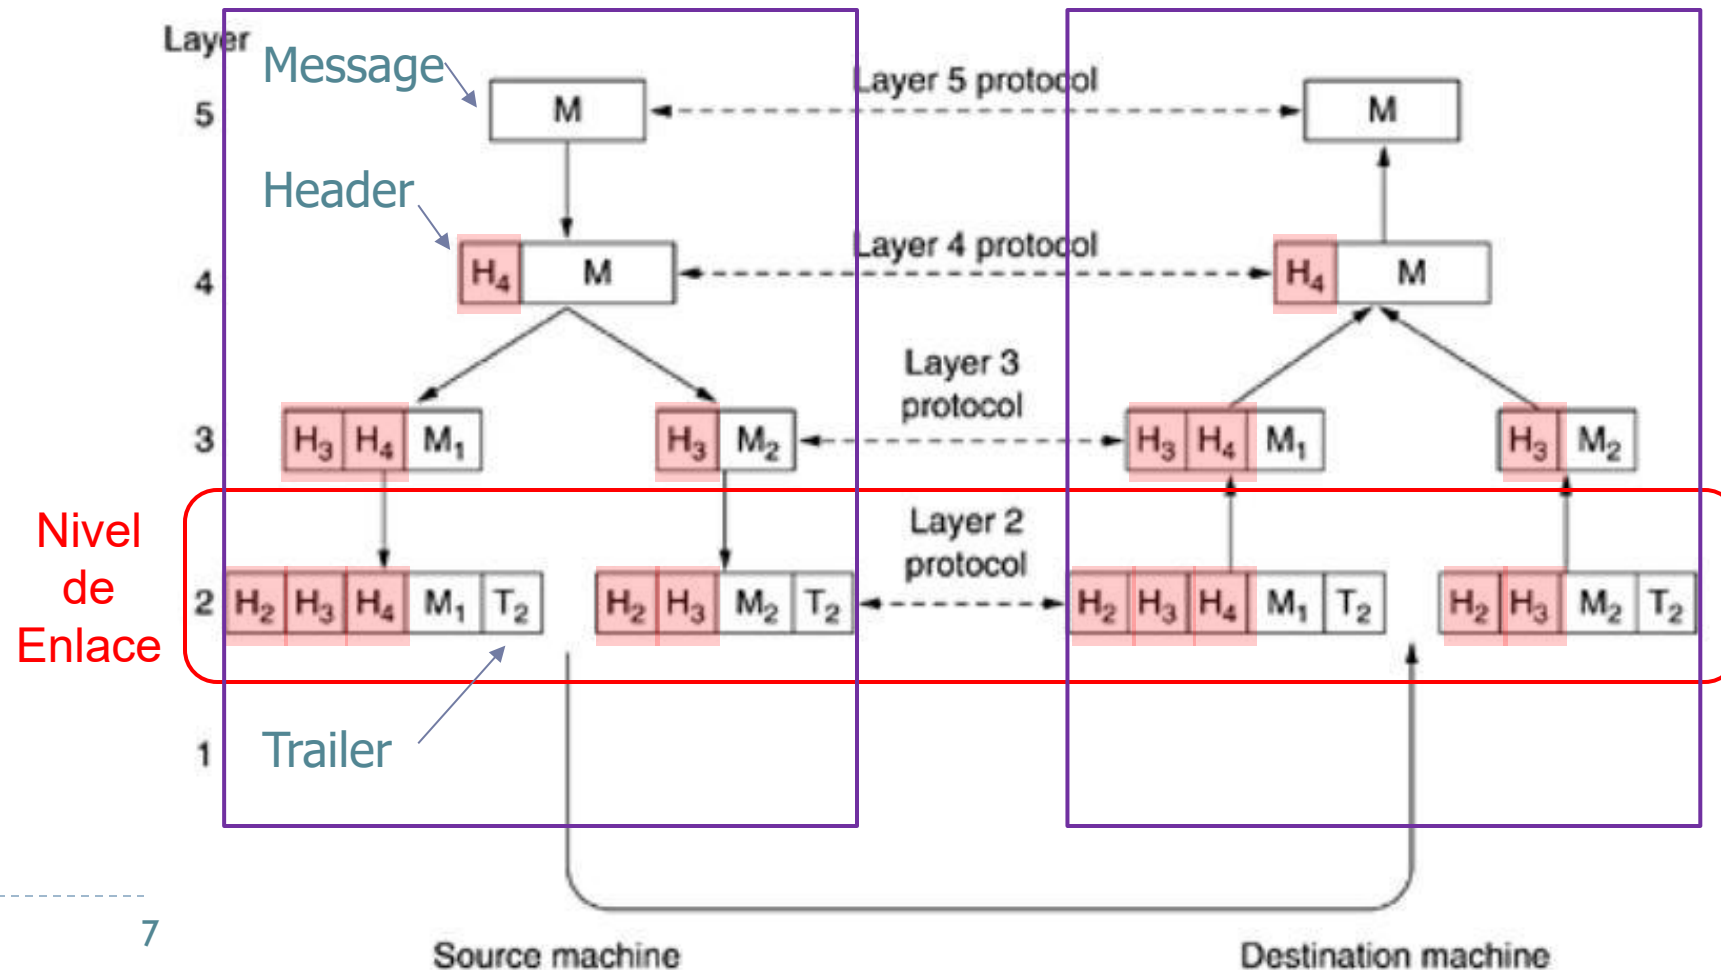 Layer
Message
Layer 5 protocol
5
M
M
Header
Layer 4 protocol
4
H4 M
H4 M
Layer 3
protocol
3
H3 H4 M1
H3 M2
H3 H4 M1
H3 M2
Nivel
de
Enlace
Layer 2
protocol
2
H2 H3 H4 M1 T2
H2 H3 M2 T2
H2 H3 H4 M1 T2
H2 H3 M2 T2
1
Trailer
7
Source machine
Destination machine